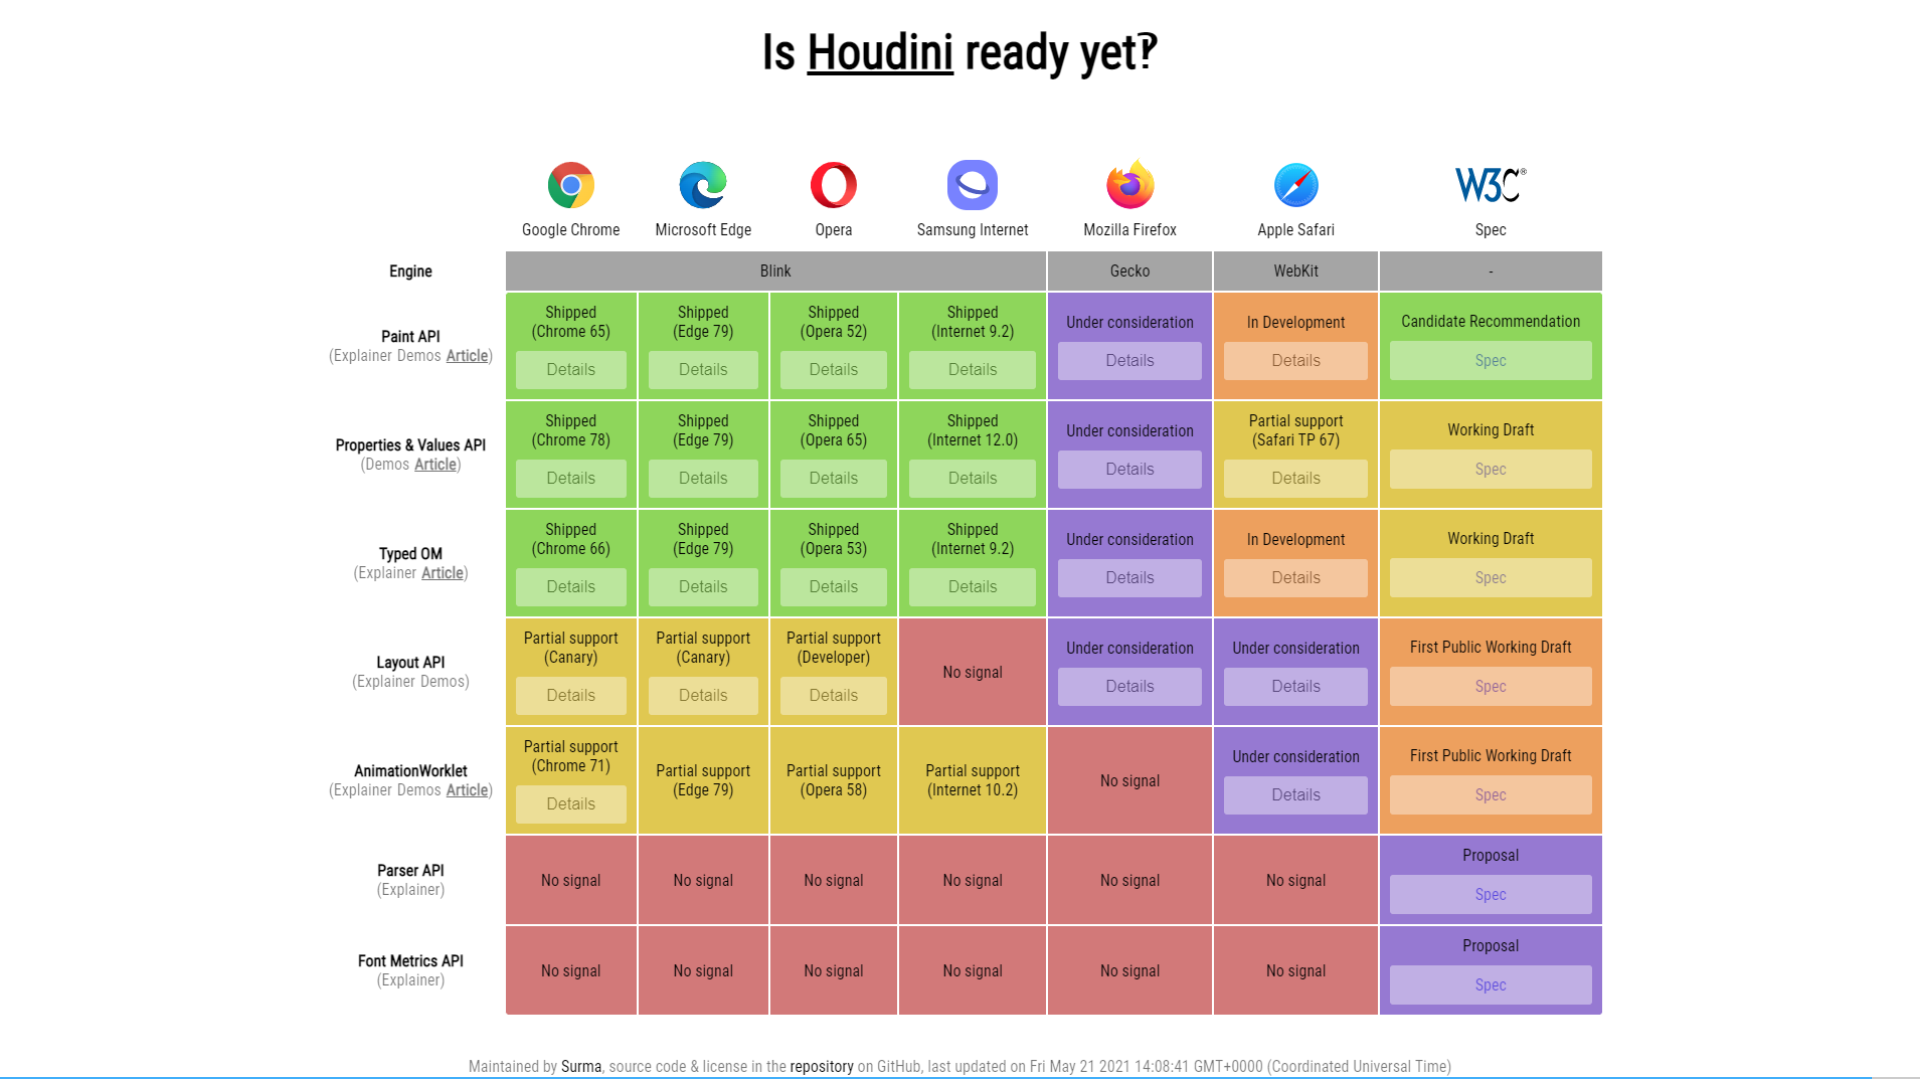 Is Houdini ready yet‽
W3C®
Google Chrome Microsoft Edge Opera Samsung Internet Mozilla Firefox Apple Safari Spec
Engine Blink Gecko WebKit -
Paint API
(Explainer Demos Article)
Shipped
(Chrome 65)
Details
Shipped
(Edge 79)
Details
Shipped
(Opera 52)
Details
Shipped
(Internet 9.2)
Details
Under consideration
Details
In Development
Details
Candidate Recommendation
Spec
Properties & Values API
(Demos Article)
Shipped
(Chrome 78)
Details
Shipped
(Edge 79)
Details
Shipped
(Opera 65)
Details
Shipped
(Internet 12.0)
Details
Under consideration
Details
Partial support
(Safari TP 67)
Details
Working Draft
Spec
Typed OM
(Explainer Article)
Shipped
(Chrome 66)
Details
Shipped
(Edge 79)
Details
Shipped
(Opera 53)
Details
Shipped
(Internet 9.2)
Details
Under consideration
Details
In Development
Details
Working Draft
Spec
Layout API
(Explainer Demos)
Partial support
(Canary)
Details
Partial support
(Canary)
Details
Partial support
(Developer)
Details
No signal
Under consideration
Details
Under consideration
Details
First Public Working Draft
Spec
AnimationWorklet
(Explainer Demos Article)
Partial support
(Chrome 71)
Details
Partial support
(Edge 79)
Partial support
(Opera 58)
Partial support
(Internet 10.2)
No signal
Under consideration
Details
First Public Working Draft
Spec
Parser API
(Explainer)
No signal
No signal
No signal
No signal
No signal
No signal
Proposal
Spec
Font Metrics API
(Explainer)
No signal
No signal
No signal
No signal
No signal
No signal
Proposal
Spec
Maintained by Surma, source code & license in the repository on GitHub, last updated on Fri May 21 2021 14:08:41 GMT+0000 (Coordinated Universal Time)